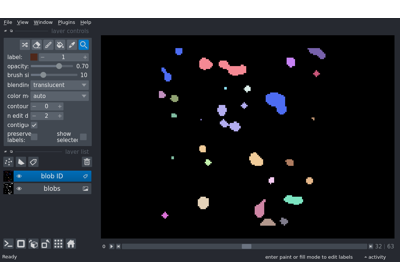 File View Window Plugins Help
layer controls
label: 1
opacity: 0.70
brush si 10
blending translucent
color m auto
contour 0
n edit d 2
contigu
preserve labels: show selected
layer list
blob ID
blobs
32 63
Ready enter paint or fill mode to edit labels activity